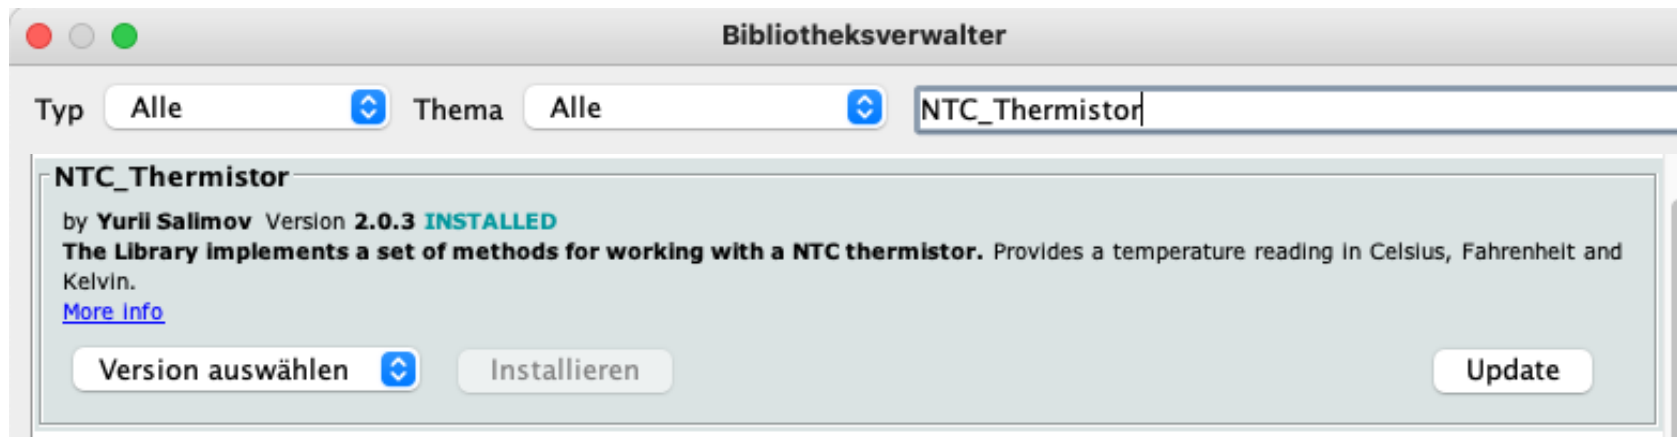 Bibliotheksverwalter
Typ Alle Thema Alle NTC_Thermistor
NTC_Thermistor
by Yurii Salimov Version 2.0.3 INSTALLED
The Library implements a set of methods for working with a NTC thermistor. Provides a temperature reading in Celsius, Fahrenheit and
Kelvin.
More info
Version auswählen Installieren Update